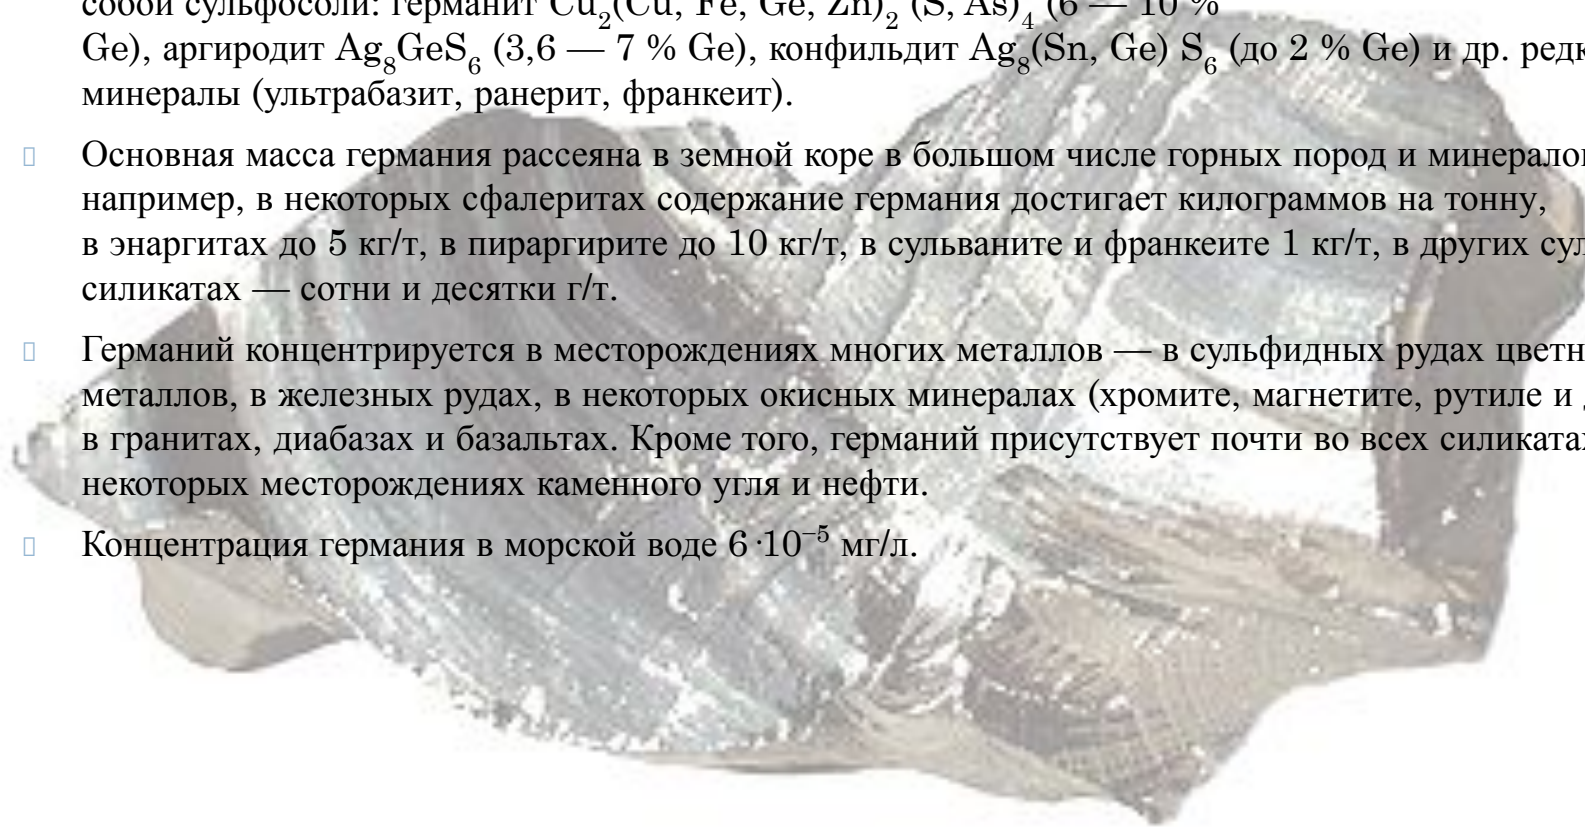 собой сульфосоли: германит Cu₂(Cu, Fe, Ge, Zn)₂ (S, As)₄ (6 — 10 %
Ge), аргиродит Ag₈GeS₆ (3,6 — 7 % Ge), конфильдит Ag₈(Sn, Ge) S₆ (до 2 % Ge) и др. редк
минералы (ультрабазит, ранерит, франкеит).
Основная масса германия рассеяна в земной коре в большом числе горных пород и минерало
например, в некоторых сфалеритах содержание германия достигает килограммов на тонну,
в энаргитах до 5 кг/т, в пираргирите до 10 кг/т, в сульваните и франкеите 1 кг/т, в других сул
силикатах — сотни и десятки г/т.
Германий концентрируется в месторождениях многих металлов — в сульфидных рудах цветн
металлов, в железных рудах, в некоторых окисных минералах (хромите, магнетите, рутиле и
в гранитах, диабазах и базальтах. Кроме того, германий присутствует почти во всех силиката
некоторых месторождениях каменного угля и нефти.
Концентрация германия в морской воде 6·10⁻⁵ мг/л.